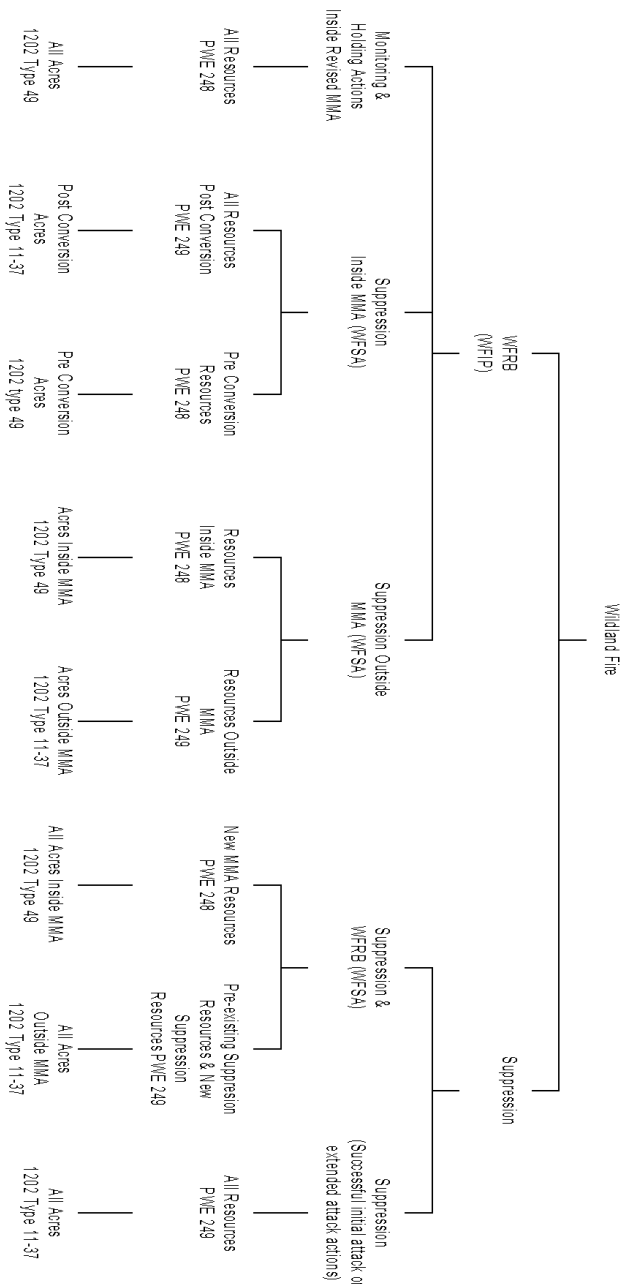 Wildland Fire
WFRB
(WFIP)
Suppression
Monitoring &
Holding Actions
Inside Revised MMA
Suppression
Inside MMA (WFSA)
Suppression Outside
MMA (WFSA)
Suppression &
WFRB (WFSA)
Suppression
(Successful initial attack or
extended attack actions)
All Resources
PWE 248
All Resources
Post Conversion
PWE 249
Pre Conversion
Resources
PWE 248
Resources
Inside MMA
PWE 248
Resources Outside
MMA
PWE 249
New MMA Resources
PWE 248
Pre-existing Suppresion
Resources & New
Suppression
Resources PWE 249
All Resources
PWE 249
All Acres
1202 Type 49
Post Conversion
Acres
1202 Type 11-37
Pre Conversion
Acres
1202 type 49
Acres Inside MMA
1202 Type 49
Acres Outside MMA
1202 Type 11-37
All Acres Inside MMA
1202 Type 49
All Acres
Outside MMA
1202 Type 11-37
All Acres
1202 Type 11-37